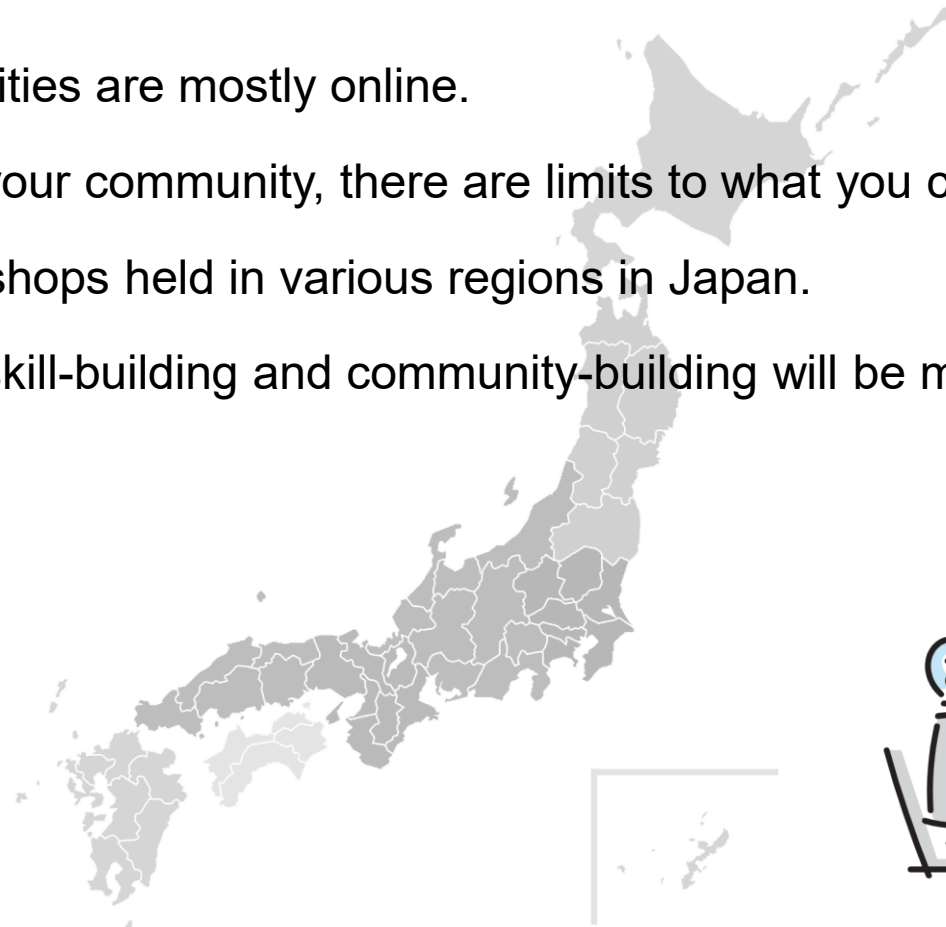 ities are mostly online.
our community, there are limits to what you
shops held in various regions in Japan.
kill-building and community-building will be